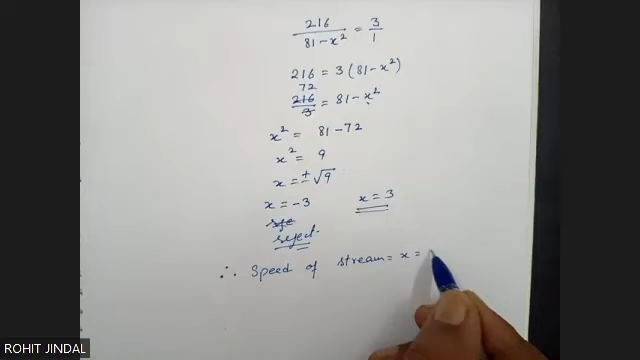 216 / 81-x² = 3/1
216 = 3 (81-x²)
72
216/3 = 81-x²
x² = 81-72
x² = 9
x = ± √9
x = -3 x = 3
reject.
∴ Speed of stream = x =
ROHIT JINDAL